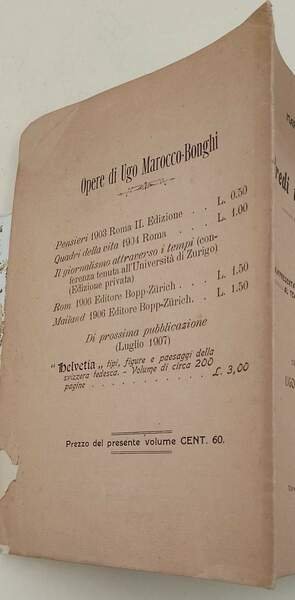 Opere di Ugo Marocco-Bonghi
Pensieri 1903 Roma II. Edizione . . L. 0.50
Quadri della vita 1904 Roma . . L. 1.00
Il giornalismo attraverso i tempi (con-
ferenza tenuta all'Università di Zurigo)
(Edizione privata)
Rom 1906 Editore Bopp-Zürich . . . L. 1.50
Mailand 1906 Editore Bopp-Zürich. . L. 1.50
Di prossima pubblicazione
(Luglio 1907)
"Helvetia„ tipi, figure e paesaggi della
svizzera tedesca. - Volume di circa 200
pagine . . . . . . . . . . . . L. 3,00
Prezzo del presente volume CENT. 60.